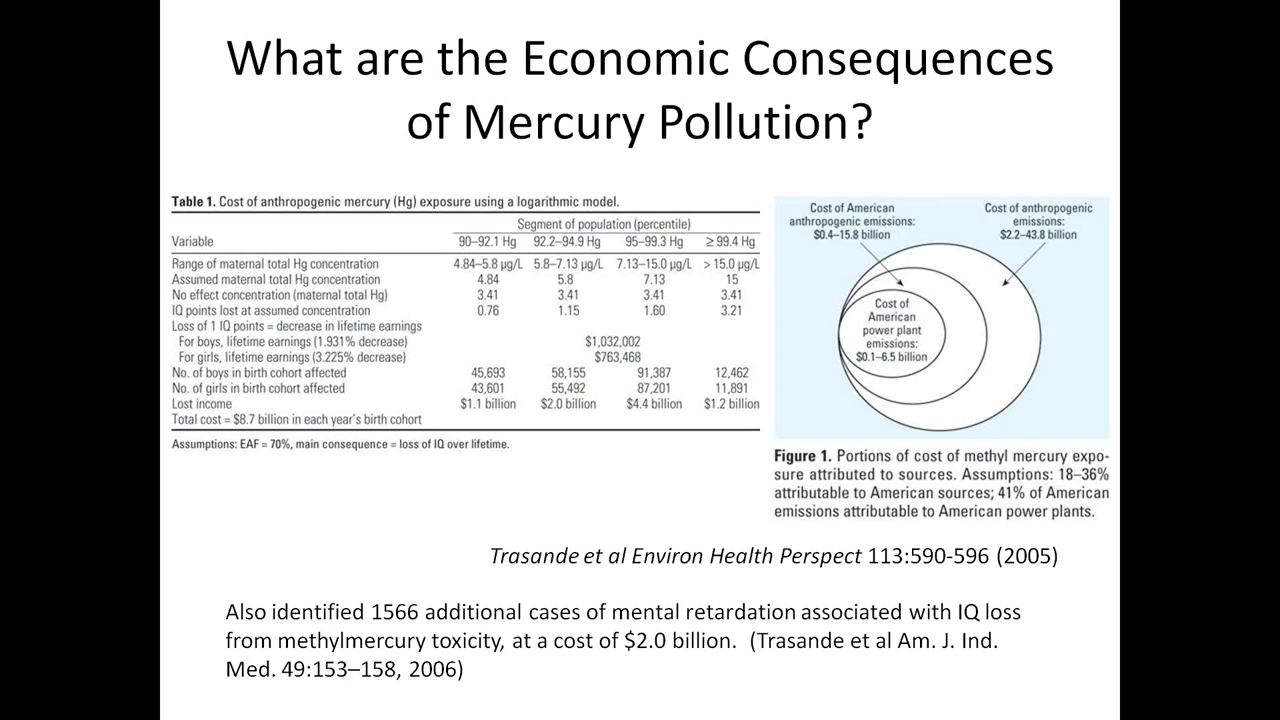 What are the Economic Consequences
of Mercury Pollution?
Table 1. Cost of anthropogenic mercury (Hg) exposure using a logarithmic model.
Segment of population (percentile)
Variable 90–92.1 Hg 92.2–94.9 Hg 95–99.3 Hg ≥ 99.4 Hg
Range of maternal total Hg concentration 4.84–5.8 µg/L 5.8–7.13 µg/L 7.13–15.0 µg/L > 15.0 µg/L
Assumed maternal total Hg concentration 4.84 5.8 7.13 15
No effect concentration (maternal total Hg) 3.41 3.41 3.41 3.41
IQ points lost at assumed concentration 0.76 1.15 1.60 3.21
Loss of 1 IQ points = decrease in lifetime earnings
For boys, lifetime earnings (1.931% decrease) $1,032,002
For girls, lifetime earnings (3.225% decrease) $763,468
No. of boys in birth cohort affected 45,693 58,155 91,387 12,462
No. of girls in birth cohort affected 43,601 55,492 87,201 11,891
Lost income $1.1 billion $2.0 billion $4.4 billion $1.2 billion
Total cost = $8.7 billion in each year's birth cohort
Assumptions: EAF = 70%, main consequence = loss of IQ over lifetime.
Cost of American
anthropogenic emissions:
$0.4–15.8 billion
Cost of anthropogenic
emissions:
$2.2–43.8 billion
Cost of
American
power plant
emissions:
$0.1–6.5 billion
Figure 1. Portions of cost of methyl mercury expo-
sure attributed to sources. Assumptions: 18–36%
attributable to American sources; 41% of American
emissions attributable to American power plants.
Trasande et al Environ Health Perspect 113:590-596 (2005)
Also identified 1566 additional cases of mental retardation associated with IQ loss
from methylmercury toxicity, at a cost of $2.0 billion. (Trasande et al Am. J. Ind.
Med. 49:153–158, 2006)